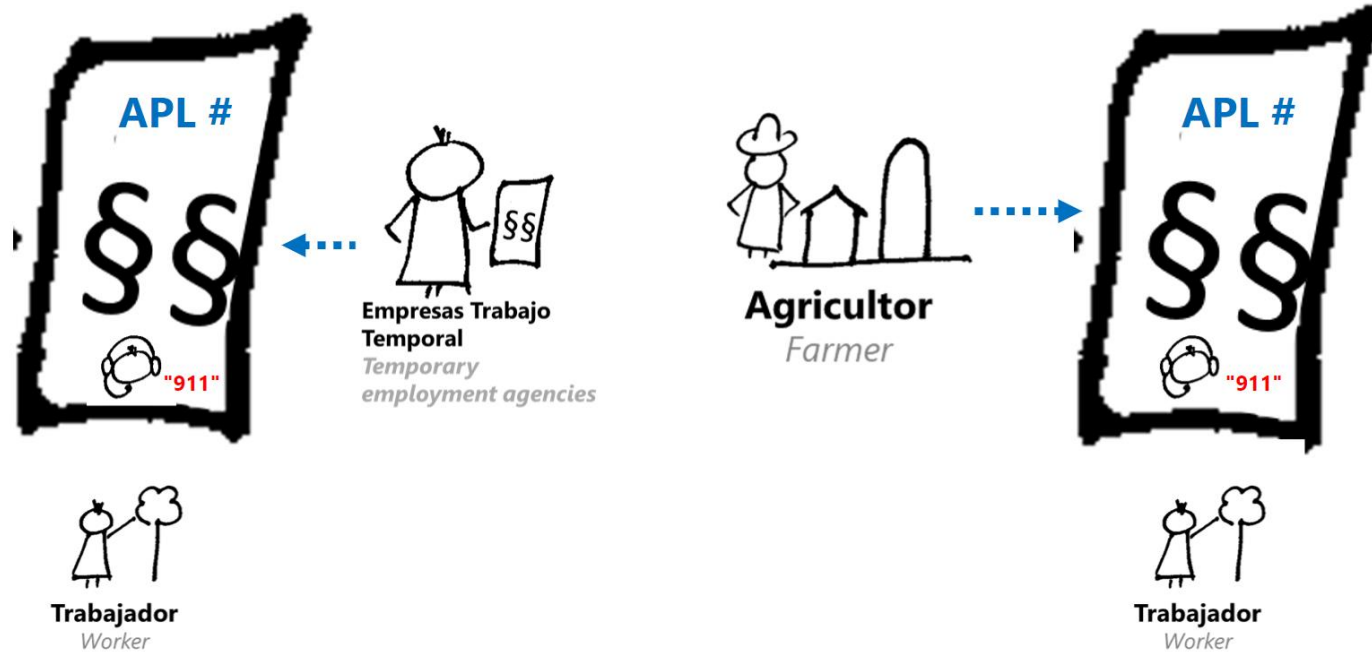 APL #
§§
"911"
§§
Empresas Trabajo
Temporal
Temporary
employment agencies
Trabajador
Worker
Agricultor
Farmer
APL #
§§
"911"
Trabajador
Worker